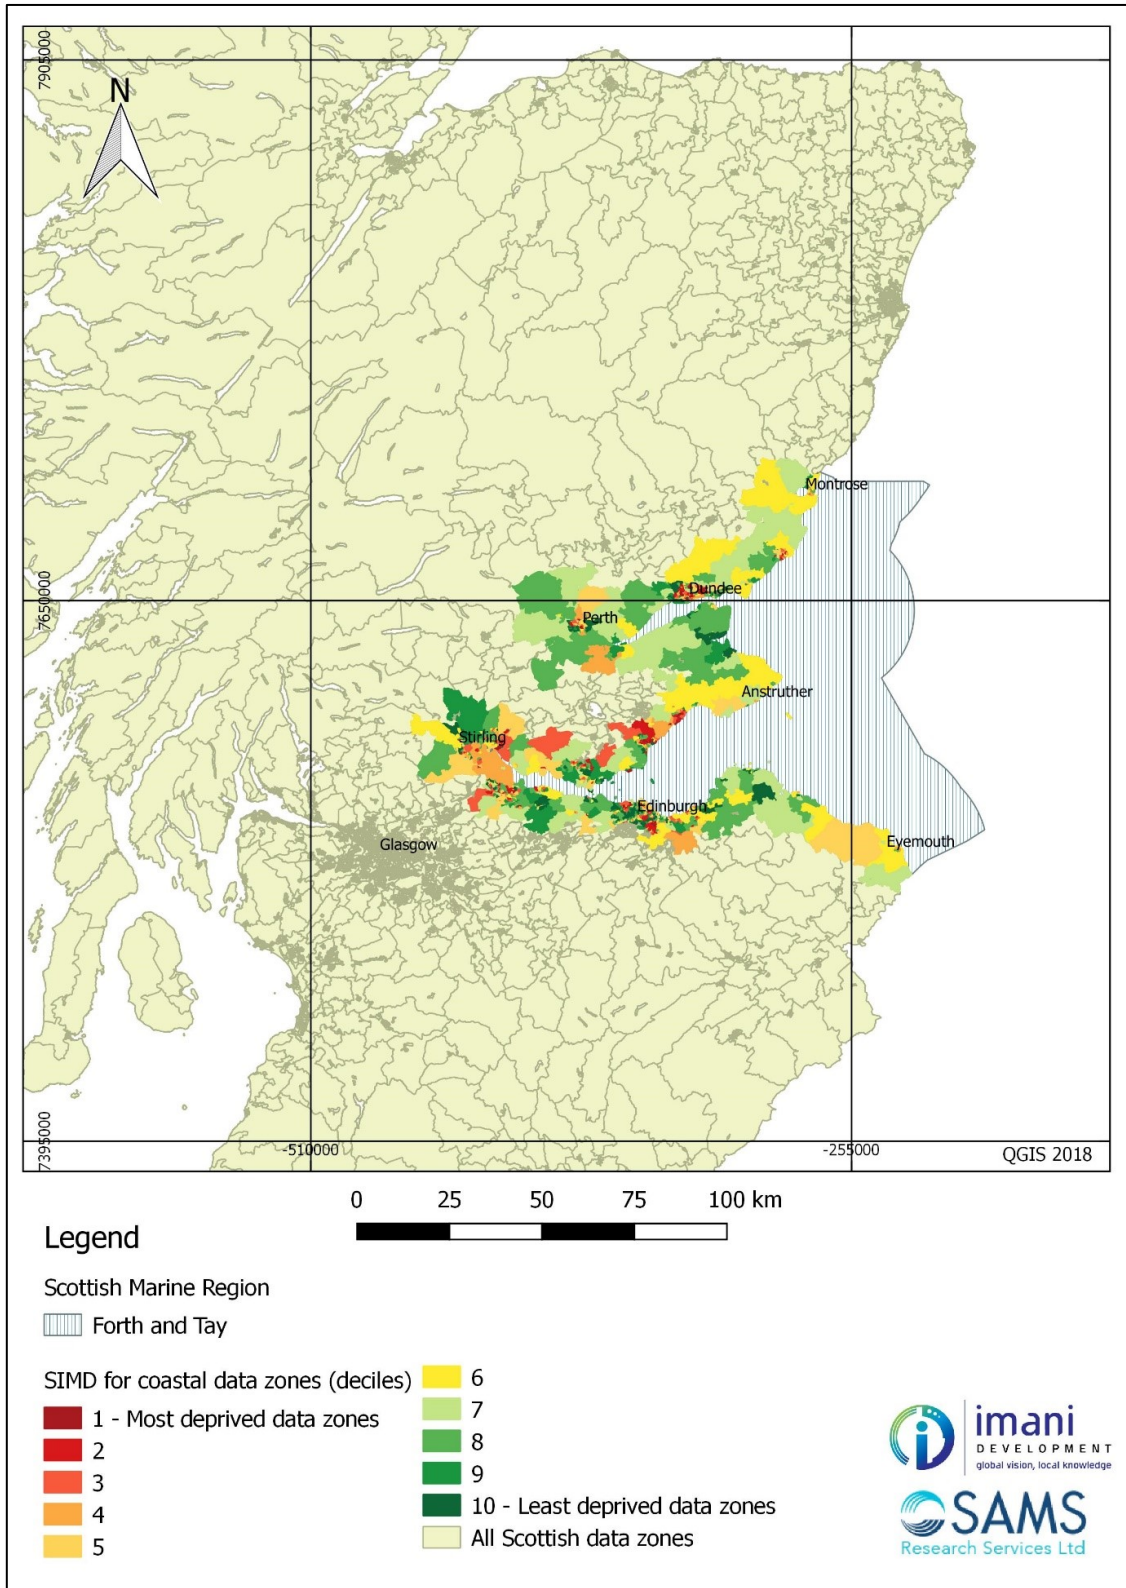 7905000
N
Montrose
7650000
Dundee
Perth
Anstruther
Stirling
Edinburgh
Glasgow
Eyemouth
7395000
-510000
-255000
QGIS 2018
0 25 50 75 100 km
Legend
Scottish Marine Region
Forth and Tay
SIMD for coastal data zones (deciles)
1 - Most deprived data zones
2
3
4
5
6
7
8
9
10 - Least deprived data zones
All Scottish data zones
imani
DEVELOPMENT
global vision, local knowledge
SAMS
Research Services Ltd